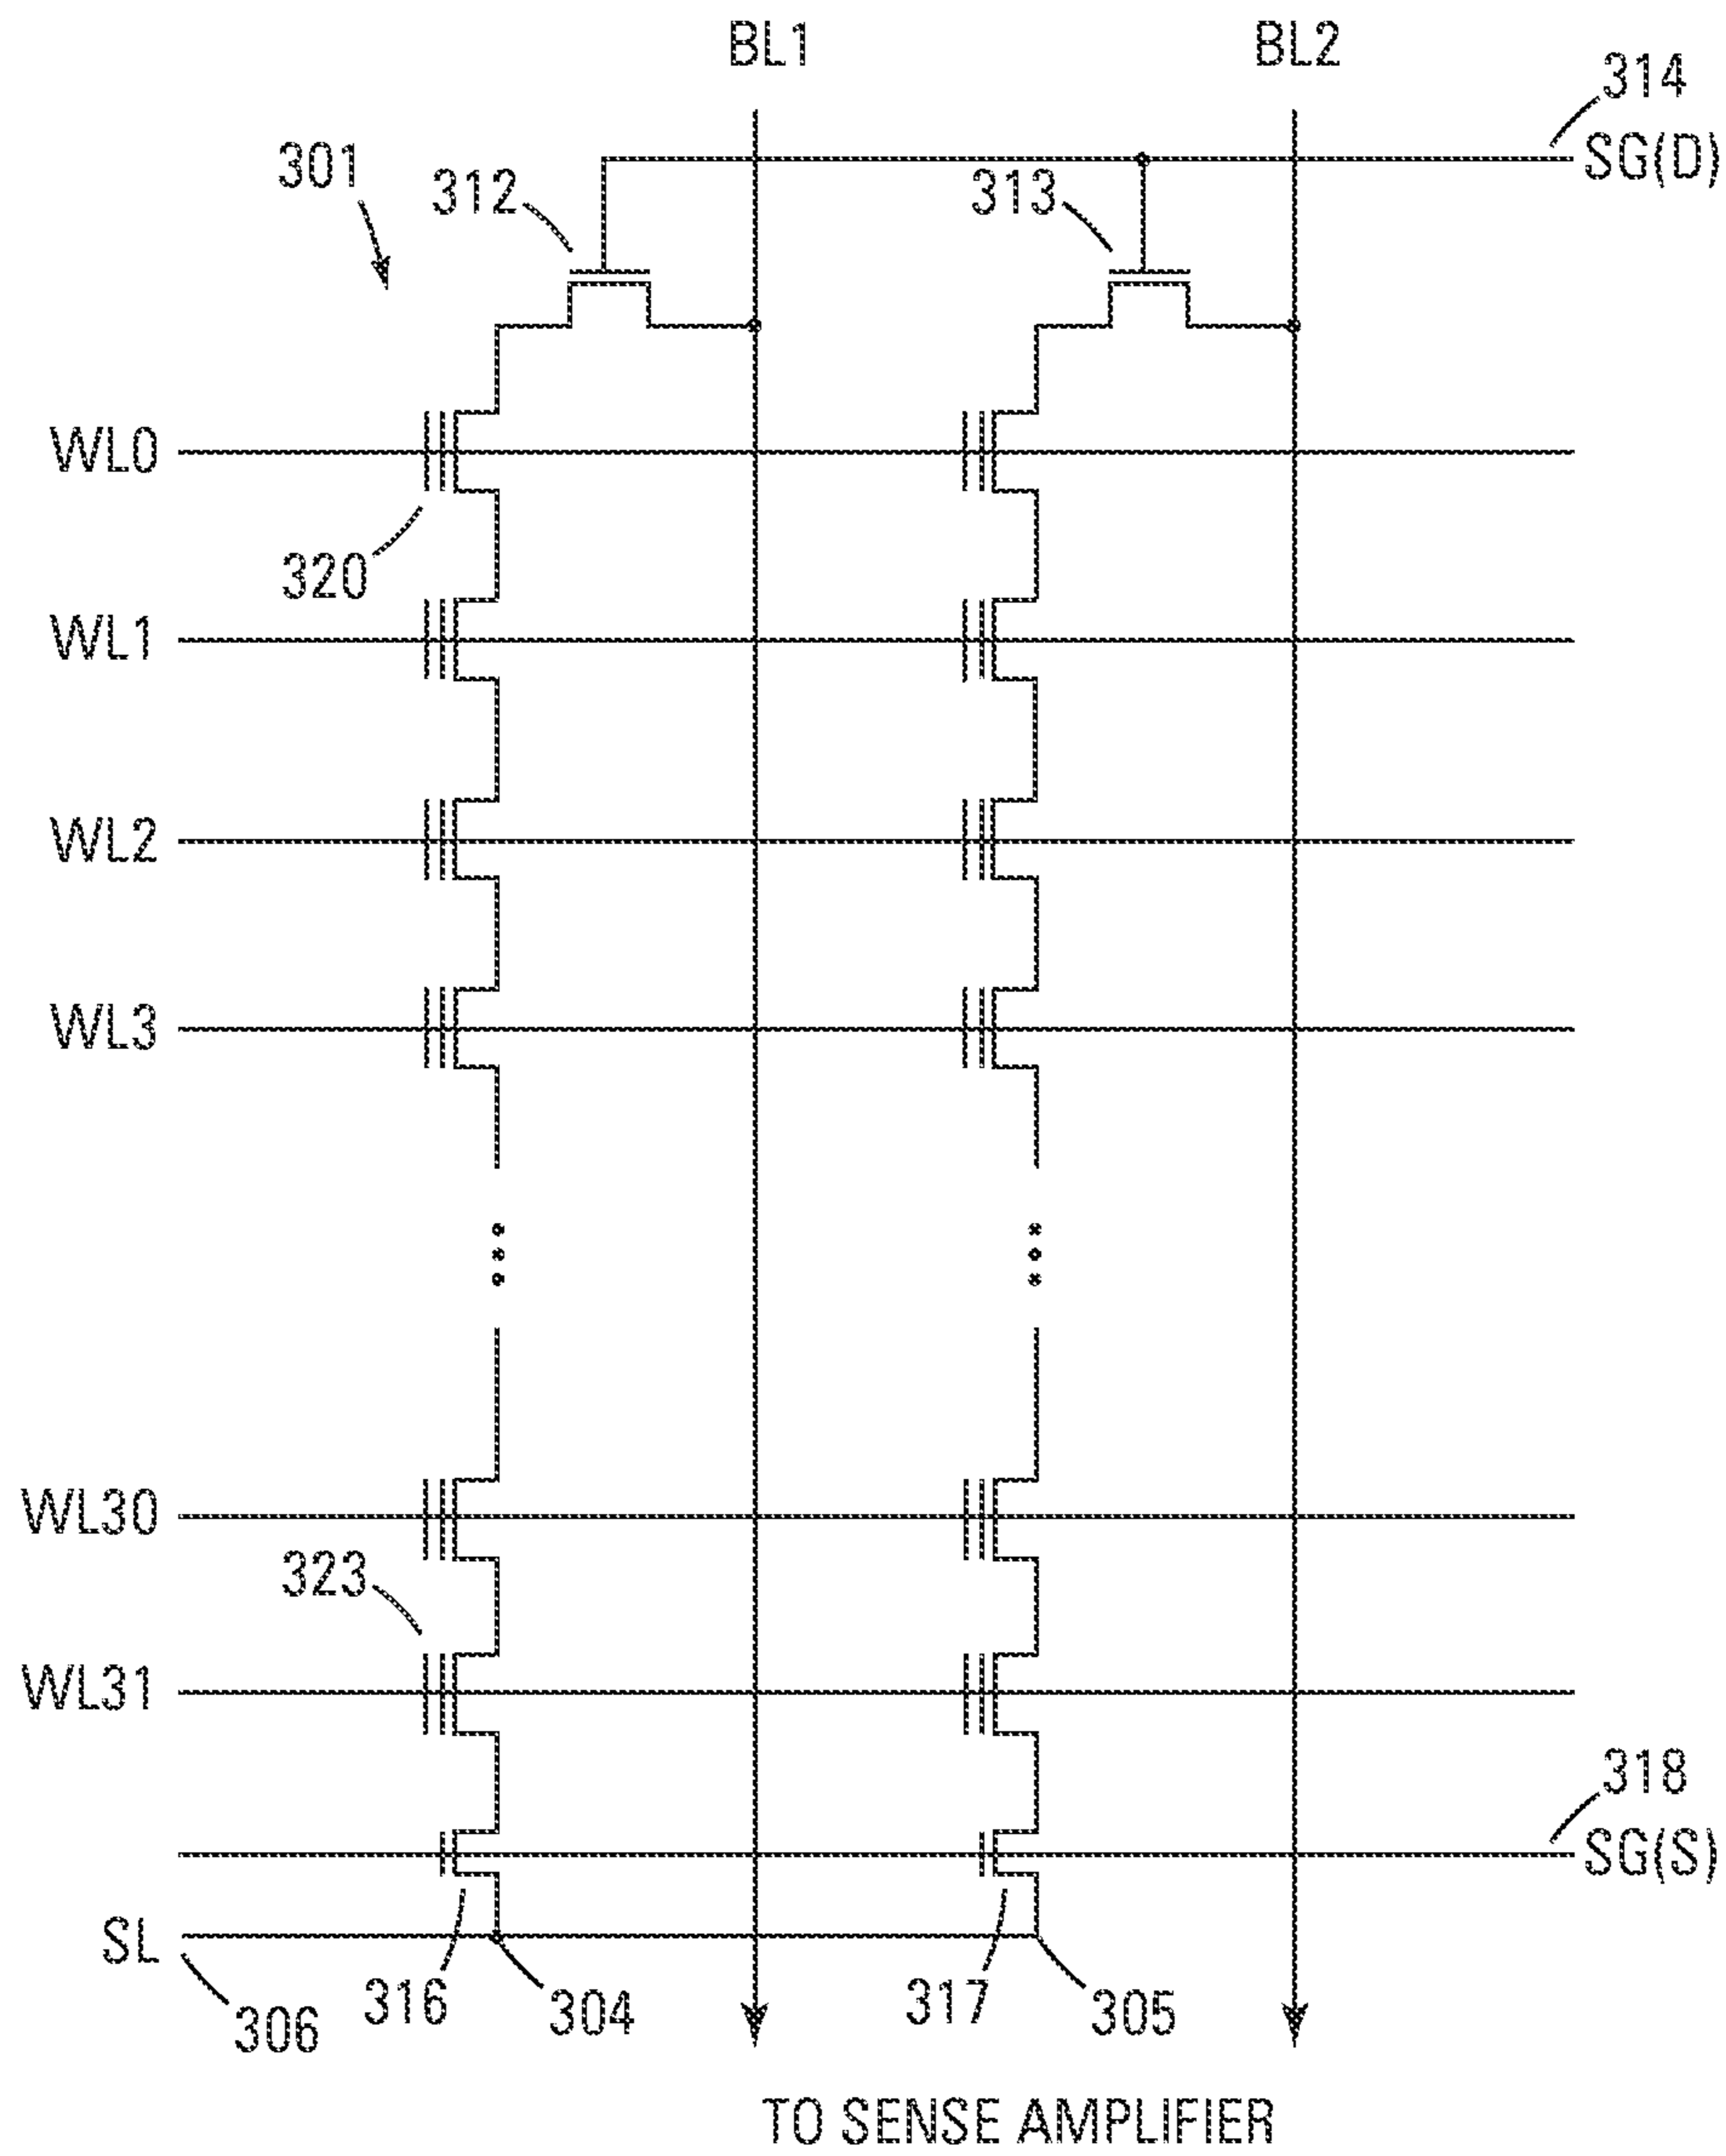 BL1
BL2
314
SG(D)
301
312
313
WL0
320
WL1
WL2
WL3
WL30
323
WL31
318
SG(S)
SL
316
304
317
305
306
TO SENSE AMPLIFIER